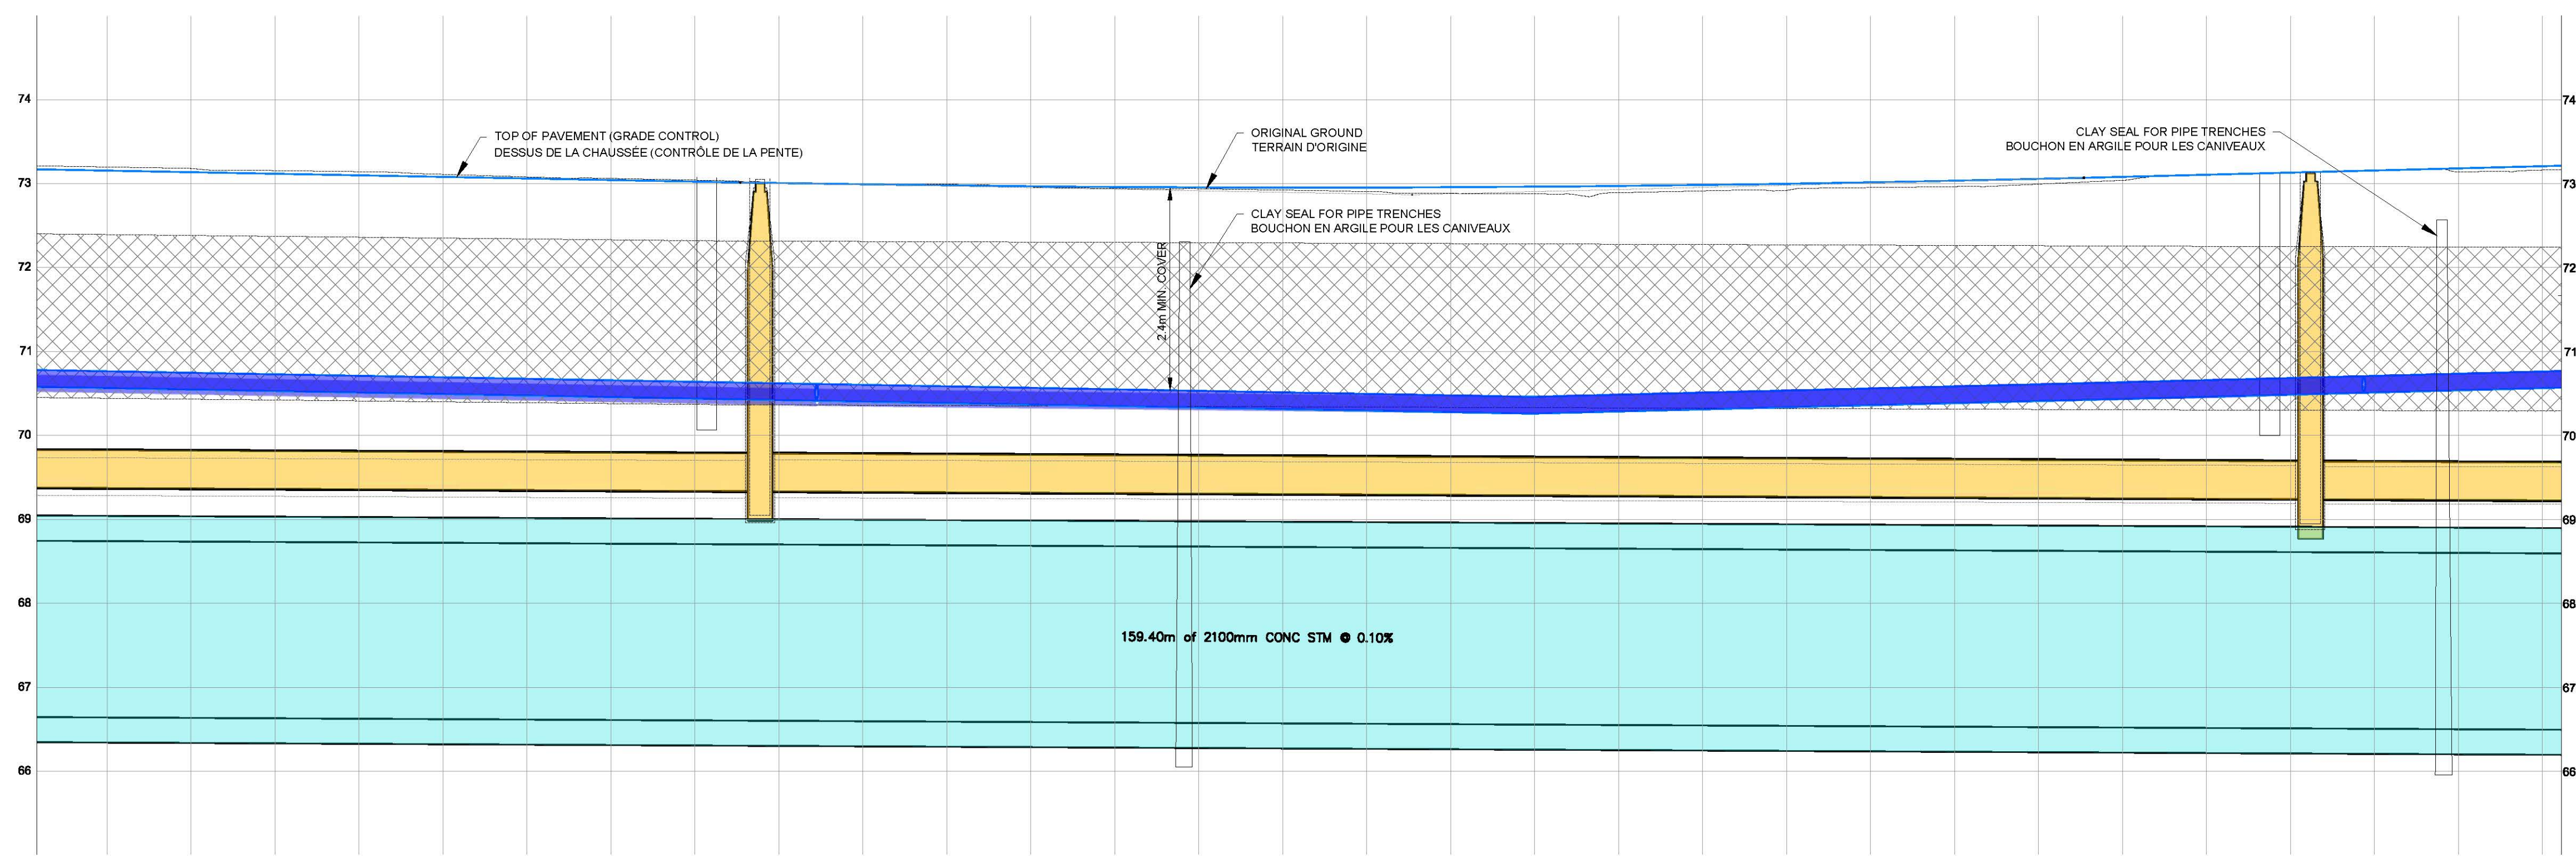 TOP OF PAVEMENT (GRADE CONTROL)
DESSUS DE LA CHAUSSÉE (CONTRÔLE DE LA PENTE)
ORIGINAL GROUND
TERRAIN D'ORIGINE
CLAY SEAL FOR PIPE TRENCHES
BOUCHON EN ARGILE POUR LES CANIVEAUX
CLAY SEAL FOR PIPE TRENCHES
BOUCHON EN ARGILE POUR LES CANIVEAUX
2.4m MIN. COVER
159.40m of 2100mm CONC STM @ 0.10%
74
73
72
71
70
69
68
67
66
74
73
72
71
70
69
68
67
66